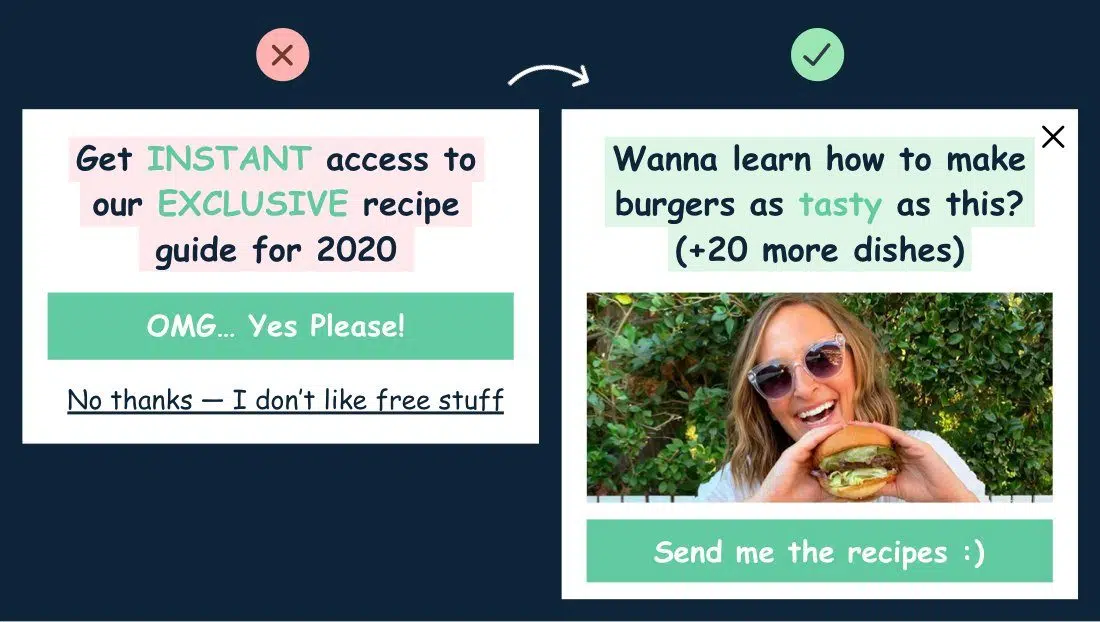 Get INSTANT access to
our EXCLUSIVE recipe
guide for 2020
OMG... Yes Please!
No thanks — I don't like free stuff
Wanna learn how to make
burgers as tasty as this?
(+20 more dishes)
Send me the recipes :)